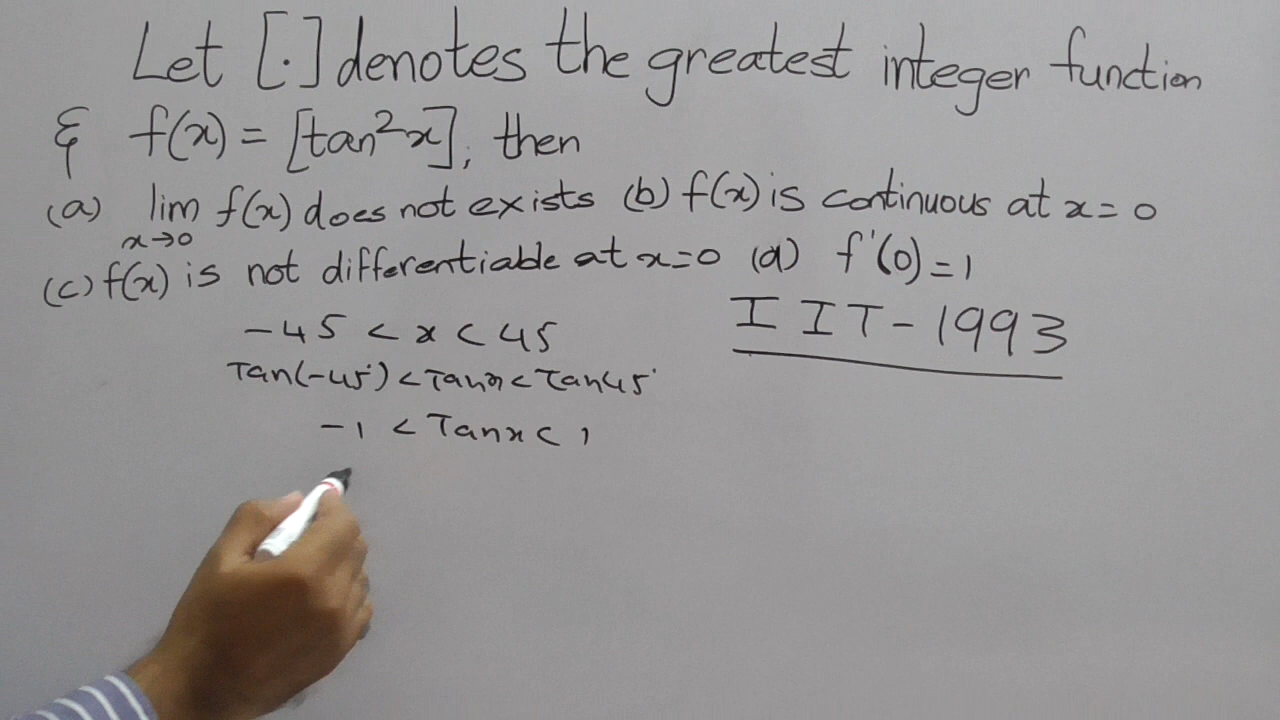 Let [.] denotes the greatest integer function
& f(x) = [tan²x], then
(a) lim x→0 f(x) does not exists (b) f(x) is continuous at x = 0
(c) f(x) is not differentiable at x=0 (d) f'(0) = 1
IIT - 1993
-45 < x < 45
Tan(-45°) < Tanx < Tan45°
-1 < Tanx < 1